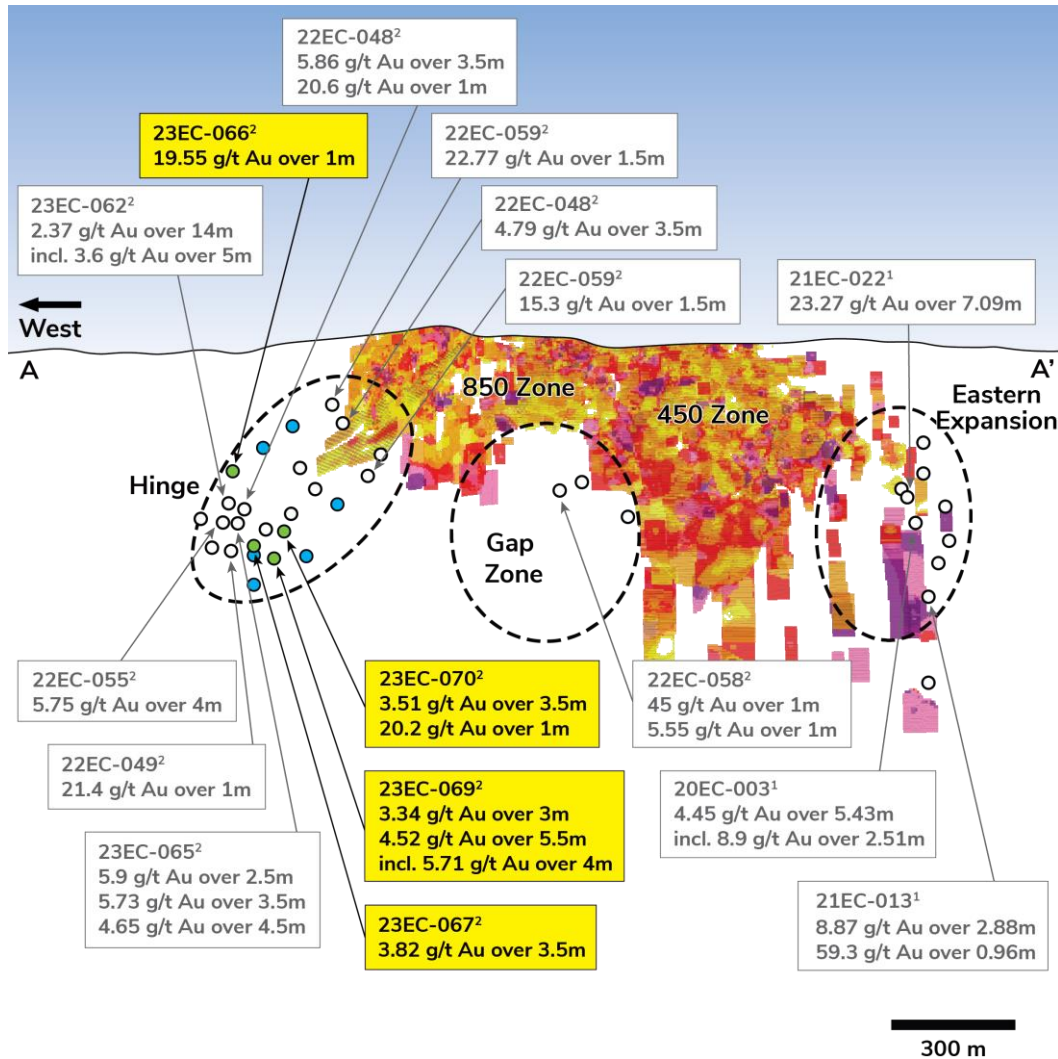 22EC-048²
5.86 g/t Au over 3.5m
20.6 g/t Au over 1m
23EC-066²
19.55 g/t Au over 1m
22EC-059²
22.77 g/t Au over 1.5m
23EC-062²
2.37 g/t Au over 14m
incl. 3.6 g/t Au over 5m
22EC-048²
4.79 g/t Au over 3.5m
22EC-059²
15.3 g/t Au over 1.5m
21EC-022¹
23.27 g/t Au over 7.09m
West
A
A'
850 Zone
450 Zone
Eastern
Expansion
Hinge
Gap
Zone
22EC-055²
5.75 g/t Au over 4m
23EC-070²
3.51 g/t Au over 3.5m
20.2 g/t Au over 1m
22EC-058²
45 g/t Au over 1m
5.55 g/t Au over 1m
22EC-049²
21.4 g/t Au over 1m
23EC-069²
3.34 g/t Au over 3m
4.52 g/t Au over 5.5m
incl. 5.71 g/t Au over 4m
20EC-003¹
4.45 g/t Au over 5.43m
incl. 8.9 g/t Au over 2.51m
23EC-065²
5.9 g/t Au over 2.5m
5.73 g/t Au over 3.5m
4.65 g/t Au over 4.5m
21EC-013¹
8.87 g/t Au over 2.88m
59.3 g/t Au over 0.96m
23EC-067²
3.82 g/t Au over 3.5m
300 m